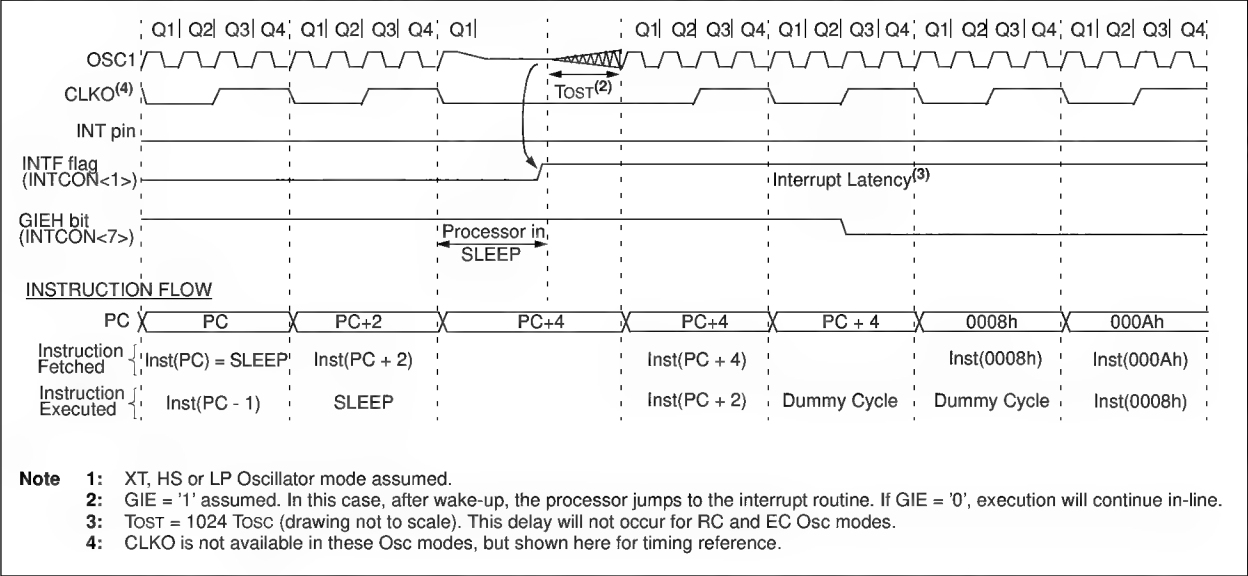 Q1| Q2| Q3| Q4 Q1| Q2| Q3| Q4 Q1| Q1| Q2| Q3| Q4 Q1| Q2| Q3| Q4 Q1| Q2| Q3| Q4 Q1| Q2| Q3| Q4
OSC1
TOST(2)
CLKO(4)
INT pin
INTF flag
(INTCON<1>)
Interrupt Latency(3)
GIEH bit
(INTCON<7>)
Processor in
SLEEP
INSTRUCTION FLOW
PC PC PC+2 PC+4 PC+4 PC + 4 0008h 000Ah
Instruction
Fetched
Inst(PC) = SLEEP Inst(PC + 2) Inst(PC + 4) Inst(0008h) Inst(000Ah)
Instruction
Executed
Inst(PC - 1) SLEEP Inst(PC + 2) Dummy Cycle Dummy Cycle Inst(0008h)
Note 1: XT, HS or LP Oscillator mode assumed.
2: GIE = '1' assumed. In this case, after wake-up, the processor jumps to the interrupt routine. If GIE = '0', execution will continue in-line.
3: TOST = 1024 TOSC (drawing not to scale). This delay will not occur for RC and EC Osc modes.
4: CLKO is not available in these Osc modes, but shown here for timing reference.